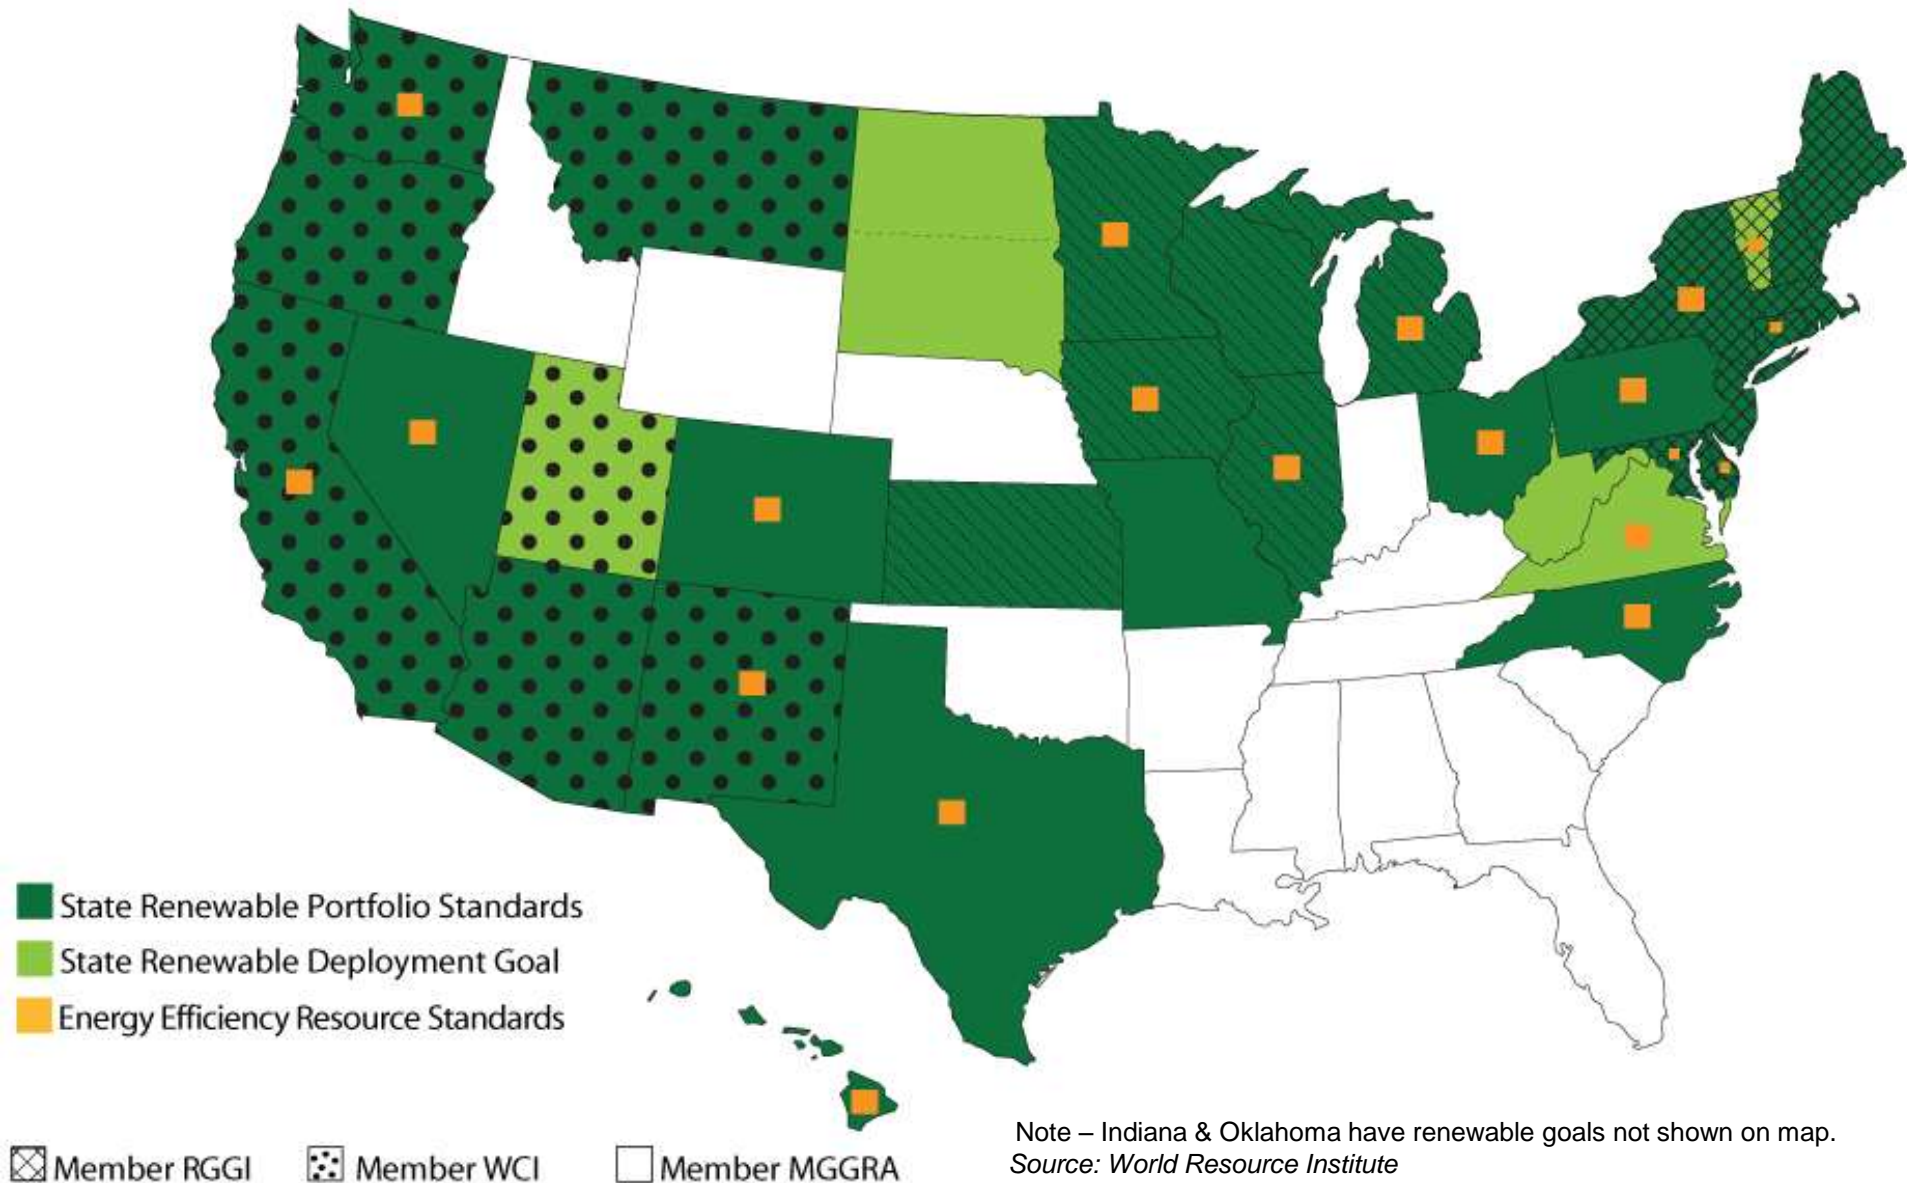 State Renewable Portfolio Standards
State Renewable Deployment Goal
Energy Efficiency Resource Standards
Member RGGI Member WCI Member MGGRA
Note – Indiana & Oklahoma have renewable goals not shown on map.
Source: World Resource Institute